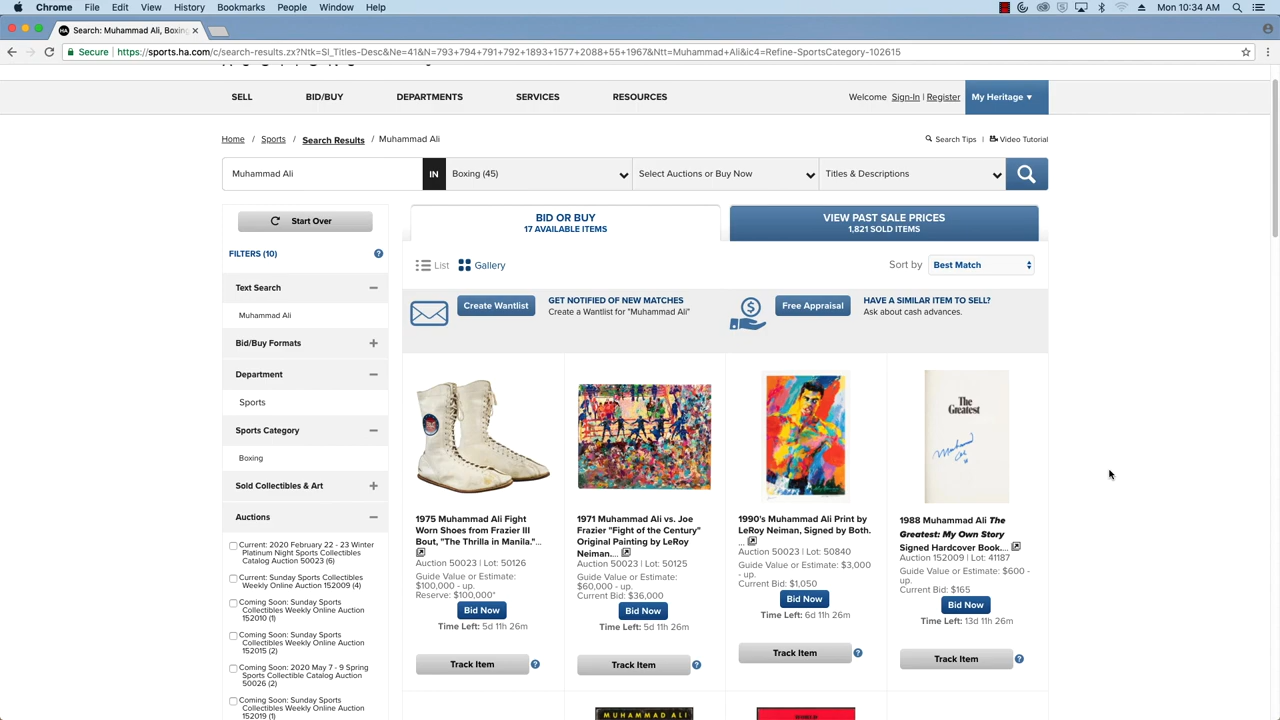 Chrome File Edit View History Bookmarks People Window Help Mon 10:34 AM
Search: Muhammad Ali, Boxing
Secure https://sports.ha.com/c/search-results.zx?Ntk=SI_Titles-Desc&Ne=41&N=793+794+791+792+1893+1577+2088+55+1967&Ntt=Muhammad+Ali&ic4=Refine-SportsCategory-102615
SELL BID/BUY DEPARTMENTS SERVICES RESOURCES Welcome Sign-In | Register My Heritage
Home / Sports / Search Results / Muhammad Ali Search Tips | Video Tutorial
Muhammad Ali IN Boxing (45) Select Auctions or Buy Now Titles & Descriptions
Start Over
BID OR BUY
17 AVAILABLE ITEMS
VIEW PAST SALE PRICES
1,821 SOLD ITEMS
FILTERS (10)
List Gallery Sort by Best Match
Text Search
Muhammad Ali
Bid/Buy Formats
Department
Sports
Sports Category
Boxing
Sold Collectibles & Art
Auctions
Current: 2020 February 22 - 23 Winter
Platinum Night Sports Collectibles
Catalog Auction 50023 (6)
Current: Sunday Sports Collectibles
Weekly Online Auction 152009 (4)
Coming Soon: Sunday Sports
Collectibles Weekly Online Auction
152010 (1)
Coming Soon: Sunday Sports
Collectibles Weekly Online Auction
152015 (2)
Coming Soon: 2020 May 7 - 9 Spring
Sports Collectible Catalog Auction
50026 (2)
Coming Soon: Sunday Sports
Collectibles Weekly Online Auction
152019 (1)
Create Wantlist
GET NOTIFIED OF NEW MATCHES
Create a Wantlist for "Muhammad Ali"
Free Appraisal
HAVE A SIMILAR ITEM TO SELL?
Ask about cash advances.
The
Greatest
Muhammad
Ali
1975 Muhammad Ali Fight
Worn Shoes from Frazier III
Bout, "The Thrilla in Manila."...
Auction 50023 | Lot: 50126
Guide Value or Estimate:
$100,000 - up.
Reserve: $100,000*
Bid Now
Time Left: 5d 11h 26m
Track Item
1971 Muhammad Ali vs. Joe
Frazier "Fight of the Century"
Original Painting by LeRoy
Neiman....
Auction 50023 | Lot: 50125
Guide Value or Estimate:
$60,000 - up.
Current Bid: $36,000
Bid Now
Time Left: 5d 11h 26m
Track Item
1990's Muhammad Ali Print by
LeRoy Neiman, Signed by Both.
...
Auction 50023 | Lot: 50840
Guide Value or Estimate: $3,000
- up.
Current Bid: $1,050
Bid Now
Time Left: 6d 11h 26m
Track Item
1988 Muhammad Ali The
Greatest: My Own Story
Signed Hardcover Book....
Auction 152009 | Lot: 41187
Guide Value or Estimate: $600 -
up.
Current Bid: $165
Bid Now
Time Left: 13d 11h 26m
Track Item
MUHAMMAD ALI